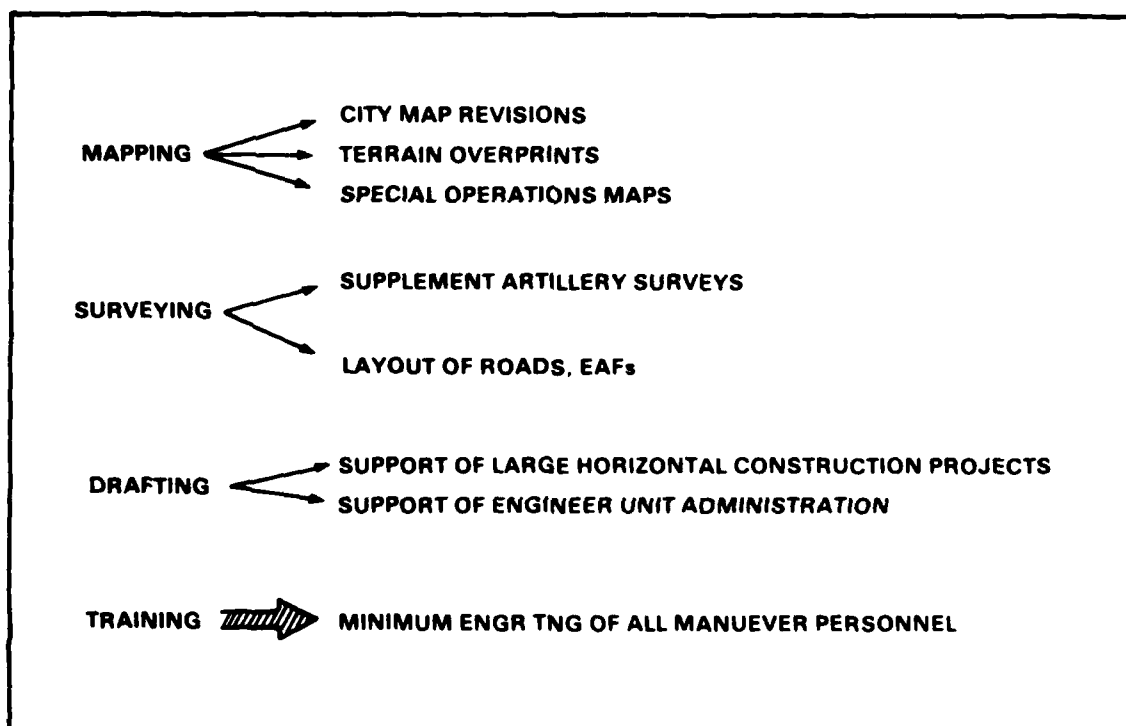 CITY MAP REVISIONS
MAPPING TERRAIN OVERPRINTS
SPECIAL OPERATIONS MAPS
SUPPLEMENT ARTILLERY SURVEYS
SURVEYING
LAYOUT OF ROADS, EAFs
SUPPORT OF LARGE HORIZONTAL CONSTRUCTION PROJECTS
DRAFTING
SUPPORT OF ENGINEER UNIT ADMINISTRATION
TRAINING MINIMUM ENGR TNG OF ALL MANUEVER PERSONNEL